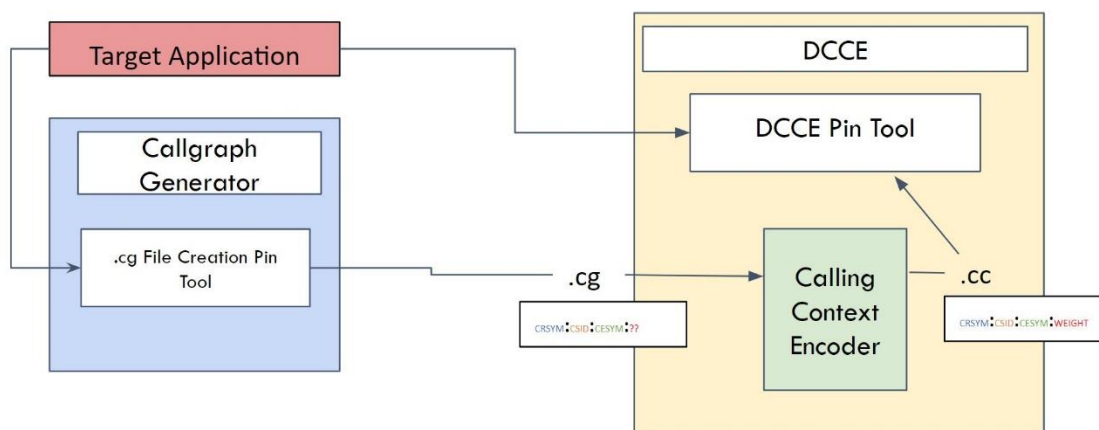 Target Application
Callgraph
Generator
.cg File Creation Pin
Tool
.cg
CRSYM:CSID:CESYM:??
DCCE
DCCE Pin Tool
Calling
Context
Encoder
.cc
CRSYM:CSID:CESYM:WEIGHT